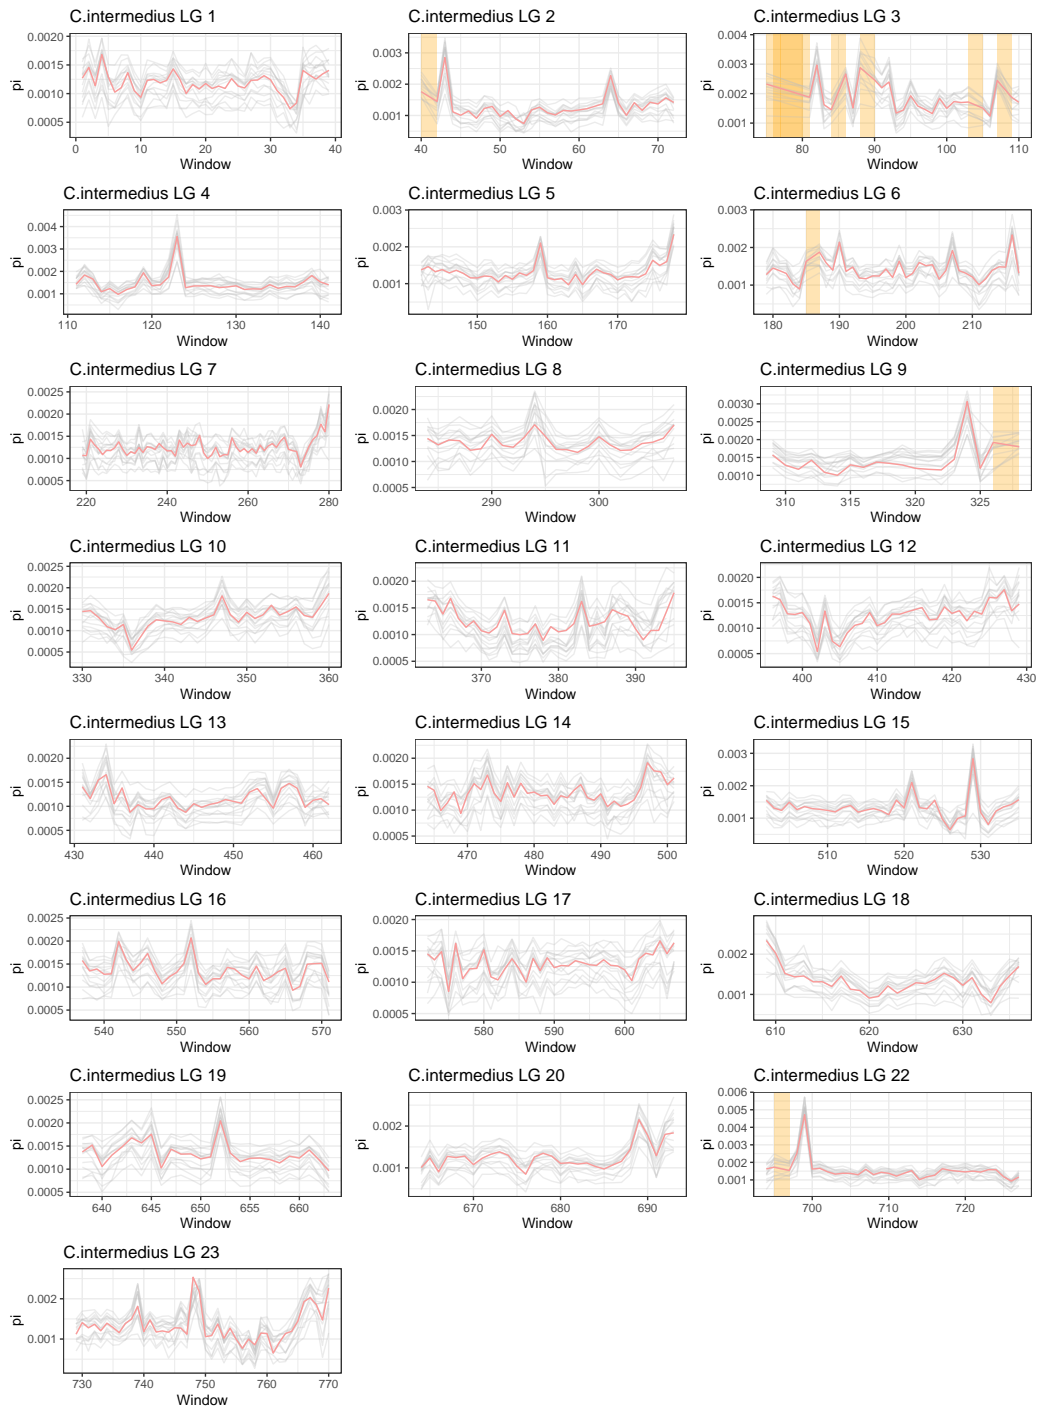 C.intermedius LG 1
0.0020
0.0015
0.0010
0.0005
pi
0 10 20 30 40
Window
C.intermedius LG 2
0.003
0.002
0.001
pi
40 50 60 70
Window
C.intermedius LG 3
0.004
0.003
0.002
0.001
pi
80 90 100 110
Window
C.intermedius LG 4
0.004
0.003
0.002
0.001
pi
110 120 130 140
Window
C.intermedius LG 5
0.003
0.002
0.001
pi
150 160 170
Window
C.intermedius LG 6
0.003
0.002
0.001
pi
180 190 200 210
Window
C.intermedius LG 7
0.0025
0.0020
0.0015
0.0010
0.0005
pi
220 240 260 280
Window
C.intermedius LG 8
0.0020
0.0015
0.0010
0.0005
pi
290 300
Window
C.intermedius LG 9
0.0030
0.0025
0.0020
0.0015
0.0010
pi
310 315 320 325
Window
C.intermedius LG 10
0.0025
0.0020
0.0015
0.0010
0.0005
pi
330 340 350 360
Window
C.intermedius LG 11
0.0020
0.0015
0.0010
0.0005
pi
370 380 390
Window
C.intermedius LG 12
0.0020
0.0015
0.0010
0.0005
pi
400 410 420 430
Window
C.intermedius LG 13
0.0020
0.0015
0.0010
0.0005
pi
430 440 450 460
Window
C.intermedius LG 14
0.0020
0.0015
0.0010
0.0005
pi
470 480 490 500
Window
C.intermedius LG 15
0.003
0.002
0.001
pi
510 520 530
Window
C.intermedius LG 16
0.0025
0.0020
0.0015
0.0010
0.0005
pi
540 550 560 570
Window
C.intermedius LG 17
0.0020
0.0015
0.0010
0.0005
pi
580 590 600
Window
C.intermedius LG 18
0.002
0.001
pi
610 620 630
Window
C.intermedius LG 19
0.0025
0.0020
0.0015
0.0010
0.0005
pi
640 645 650 655 660
Window
C.intermedius LG 20
0.002
0.001
pi
670 680 690
Window
C.intermedius LG 22
0.006
0.005
0.004
0.003
0.002
0.001
pi
700 710 720
Window
C.intermedius LG 23
0.002
0.001
pi
730 740 750 760 770
Window